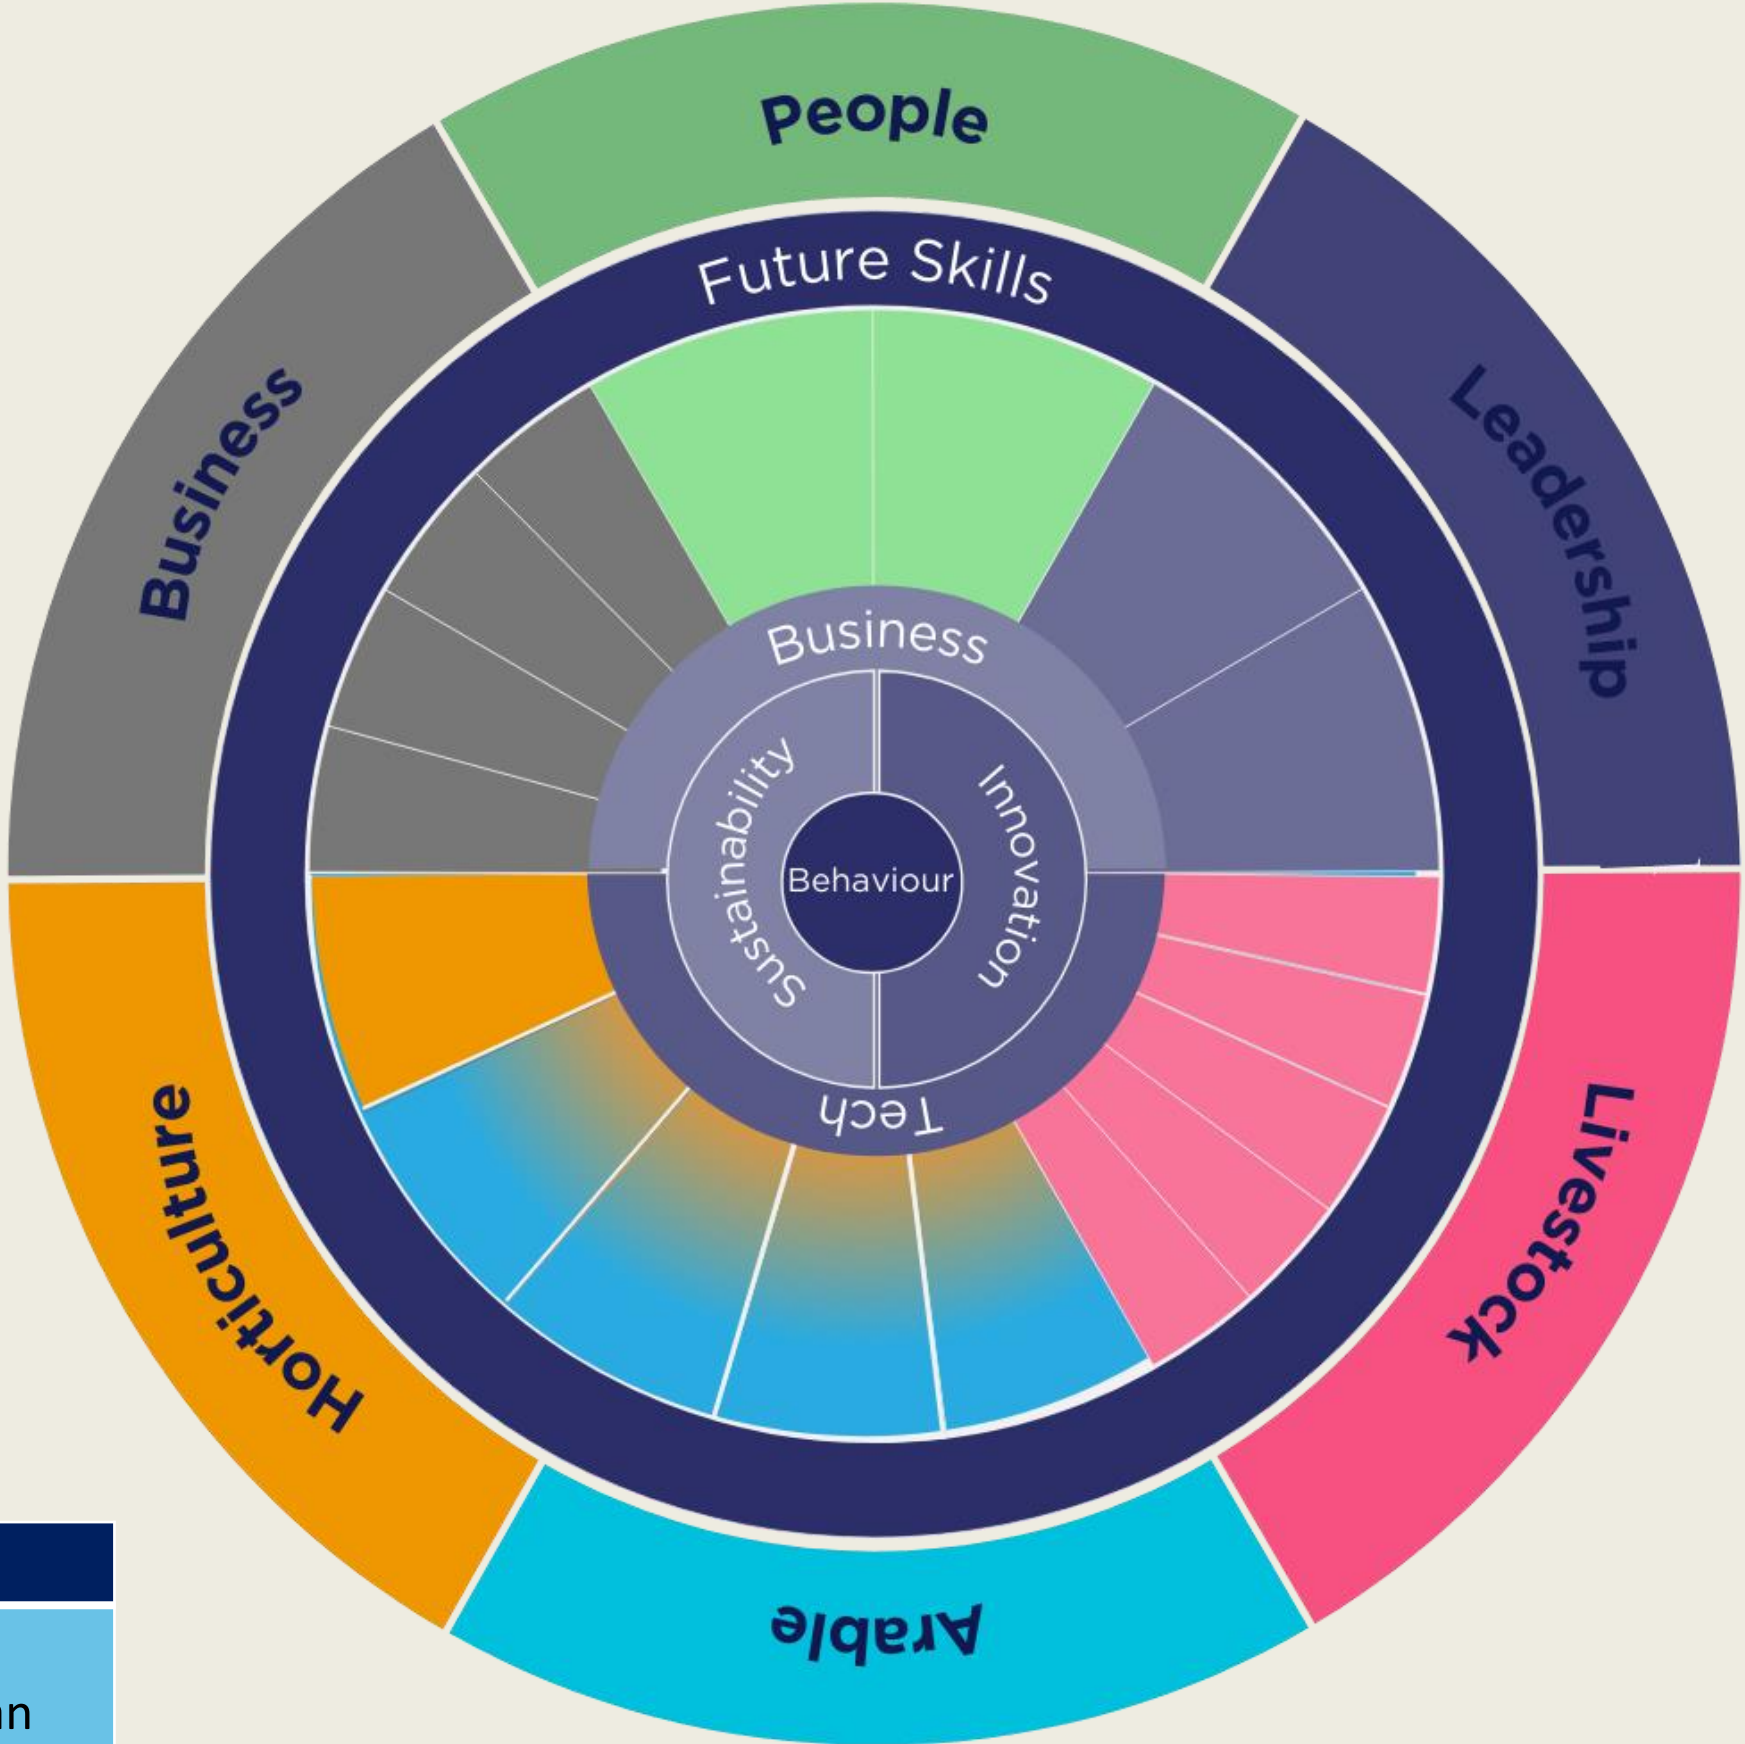 People
Future Skills
Business
Leadership
Business
Sustainability
Innovation
Behaviour
Tech
Horticulture
Livestock
Arable